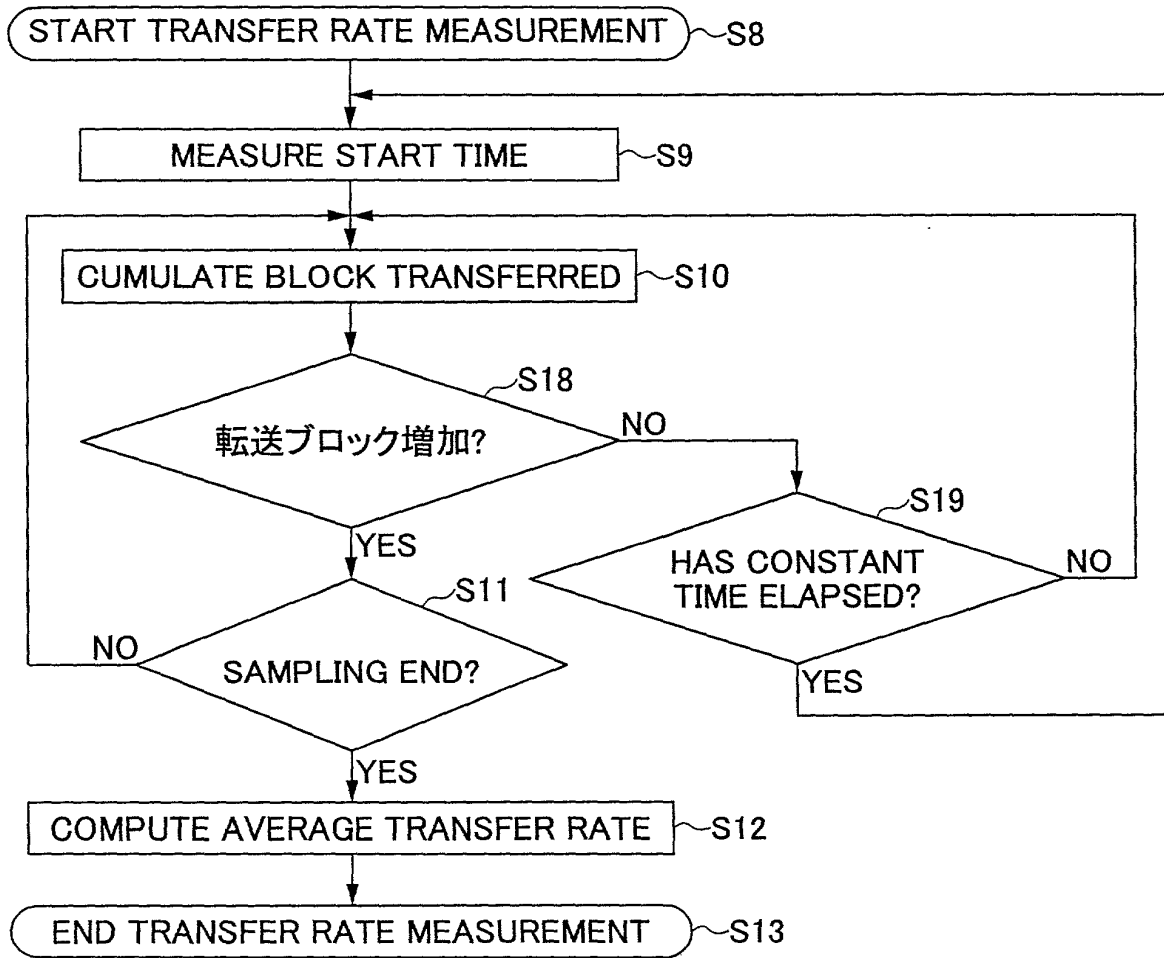 START TRANSFER RATE MEASUREMENT
S8
MEASURE START TIME
S9
CUMULATE BLOCK TRANSFERRED
S10
転送ブロック増加?
S18
NO
YES
HAS CONSTANT
TIME ELAPSED?
S19
NO
YES
SAMPLING END?
S11
NO
YES
COMPUTE AVERAGE TRANSFER RATE
S12
END TRANSFER RATE MEASUREMENT
S13